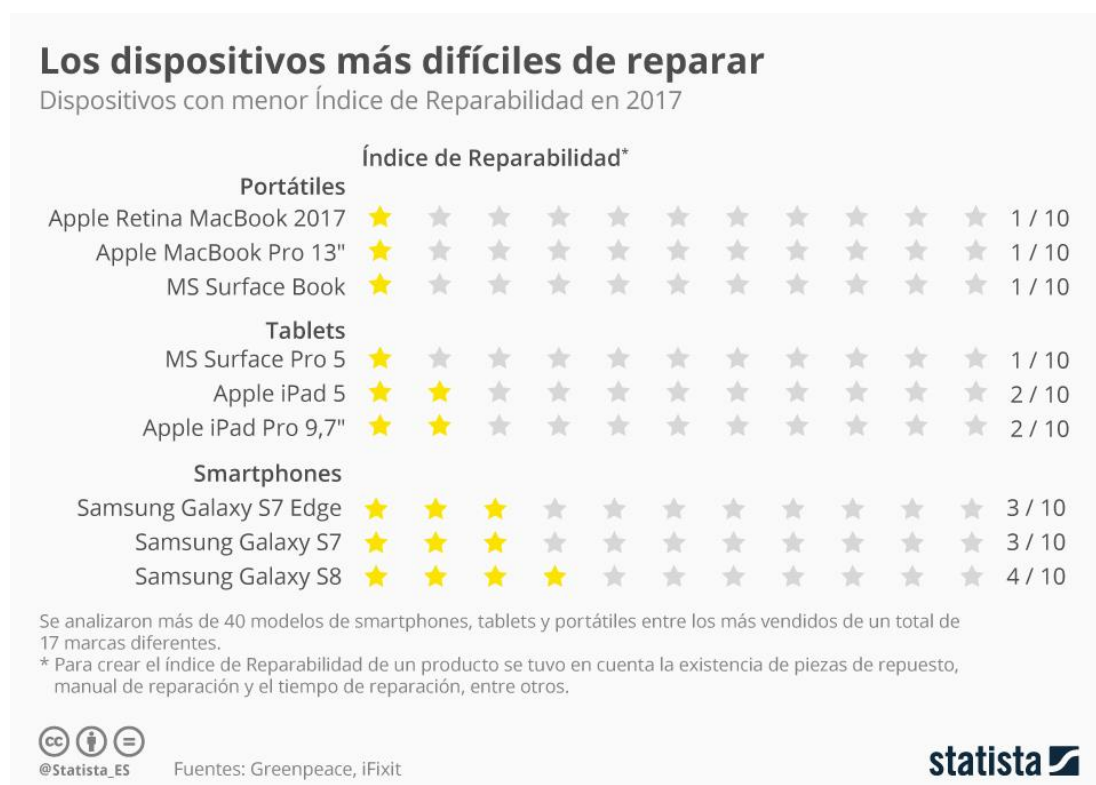 Los dispositivos más difíciles de reparar
Dispositivos con menor Índice de Reparabilidad en 2017
Índice de Reparabilidad*
Portátiles
Apple Retina MacBook 2017 1 / 10
Apple MacBook Pro 13" 1 / 10
MS Surface Book 1 / 10
Tablets
MS Surface Pro 5 1 / 10
Apple iPad 5 2 / 10
Apple iPad Pro 9,7" 2 / 10
Smartphones
Samsung Galaxy S7 Edge 3 / 10
Samsung Galaxy S7 3 / 10
Samsung Galaxy S8 4 / 10
Se analizaron más de 40 modelos de smartphones, tablets y portátiles entre los más vendidos de un total de
17 marcas diferentes.
* Para crear el índice de Reparabilidad de un producto se tuvo en cuenta la existencia de piezas de repuesto,
manual de reparación y el tiempo de reparación, entre otros.
cc
@Statista_ES Fuentes: Greenpeace, iFixit
statista